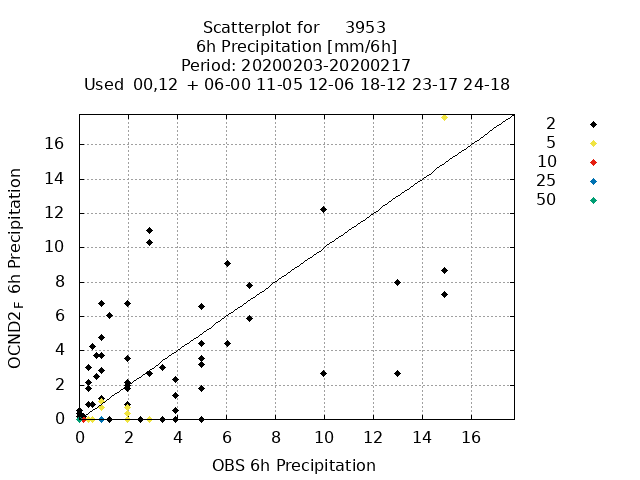 Scatterplot for 3953
6h Precipitation [mm/6h]
Period: 20200203-20200217
Used 00,12 + 06-00 11-05 12-06 18-12 23-17 24-18
2
5
10
25
50
16
14
12
10
8
6
4
2
0
OCND2F 6h Precipitation
0 2 4 6 8 10 12 14 16
OBS 6h Precipitation